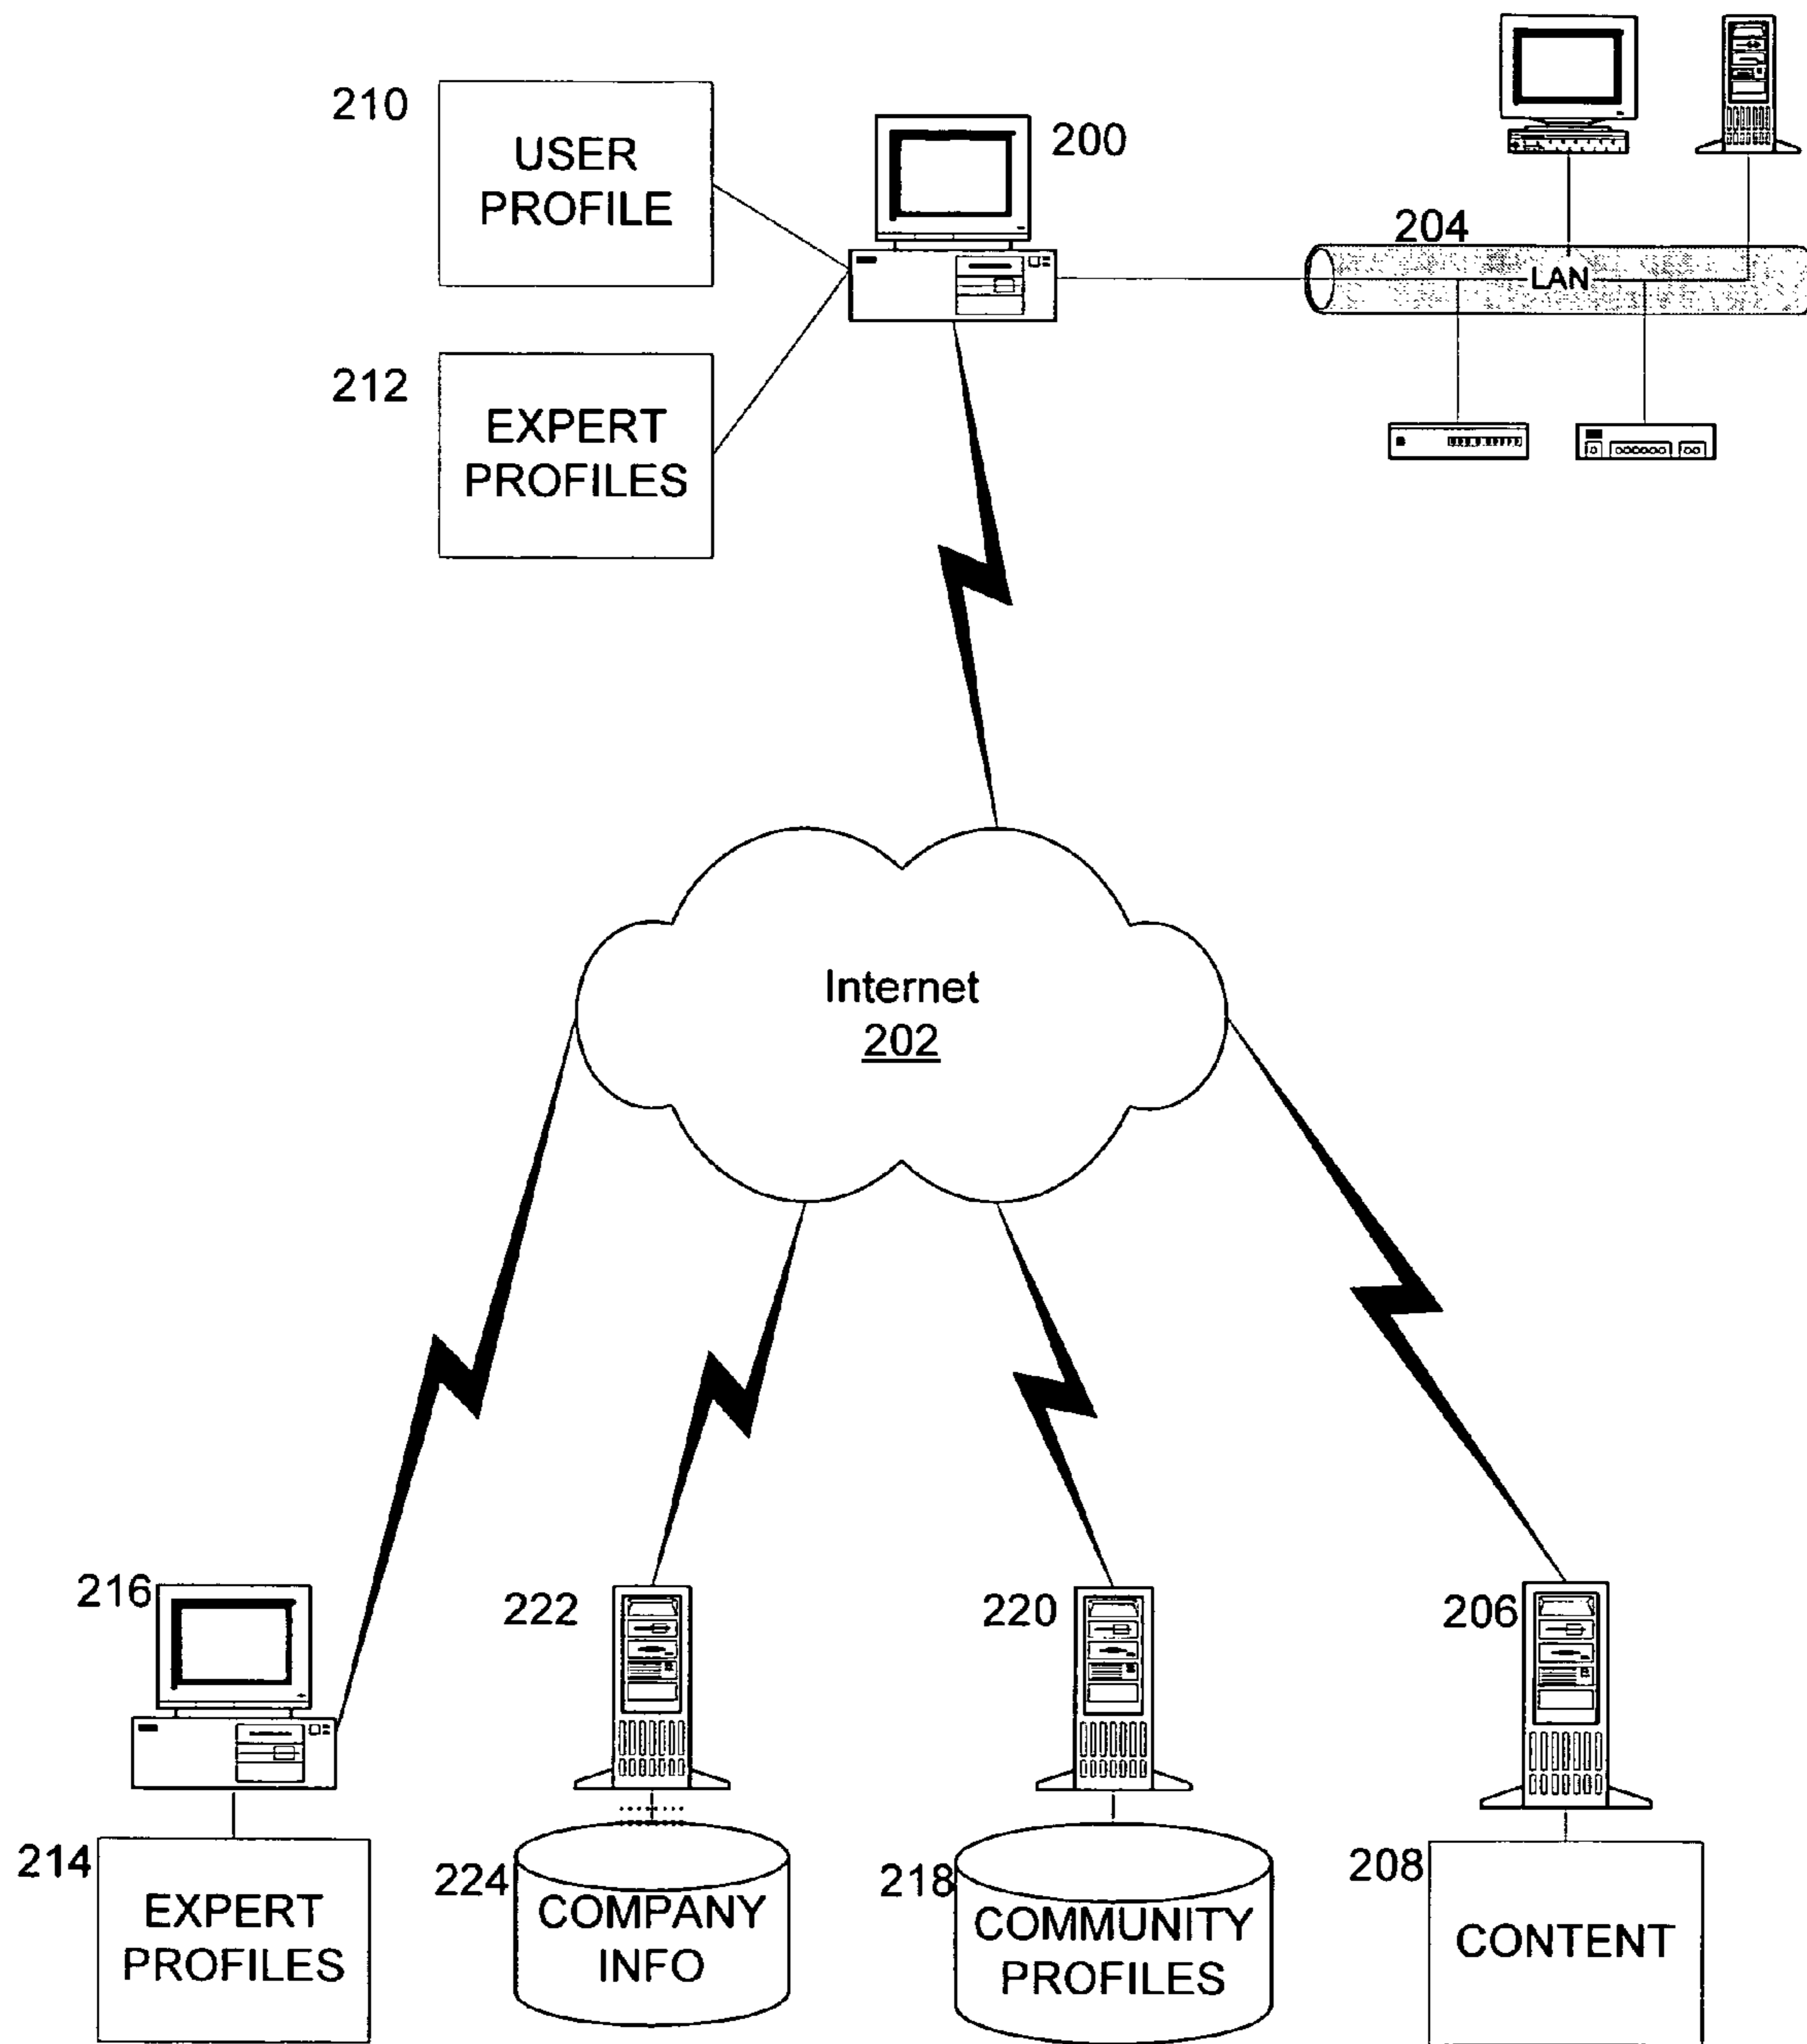 210
USER
PROFILE
200
204
LAN
212
EXPERT
PROFILES
Internet
202
216
222
220
206
214
EXPERT
PROFILES
224
COMPANY
INFO
218
COMMUNITY
PROFILES
208
CONTENT